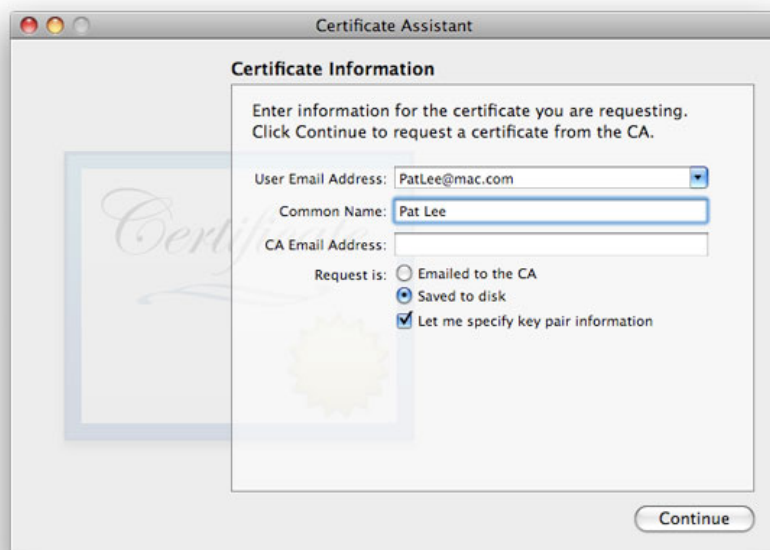 Certificate Assistant
Certificate Information
Enter information for the certificate you are requesting.
Click Continue to request a certificate from the CA.
User Email Address: PatLee@mac.com
Common Name: Pat Lee
CA Email Address:
Request is: Emailed to the CA
Saved to disk
Let me specify key pair information
Certificate
Continue